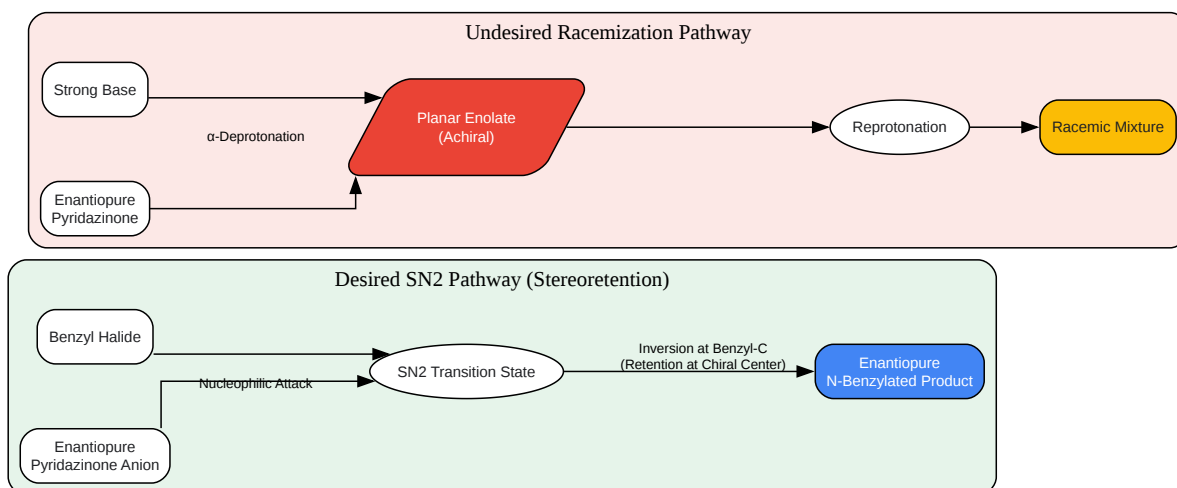 Undesired Racemization Pathway
Strong Base
α-Deprotonation
Enantiopure
Pyridazinone
Planar Enolate
(Achiral)
Reprotonation
Racemic Mixture
Desired SN2 Pathway (Stereoretention)
Benzyl Halide
Nucleophilic Attack
Enantiopure
Pyridazinone Anion
SN2 Transition State
Inversion at Benzyl-C
(Retention at Chiral Center)
Enantiopure
N-Benzylated Product